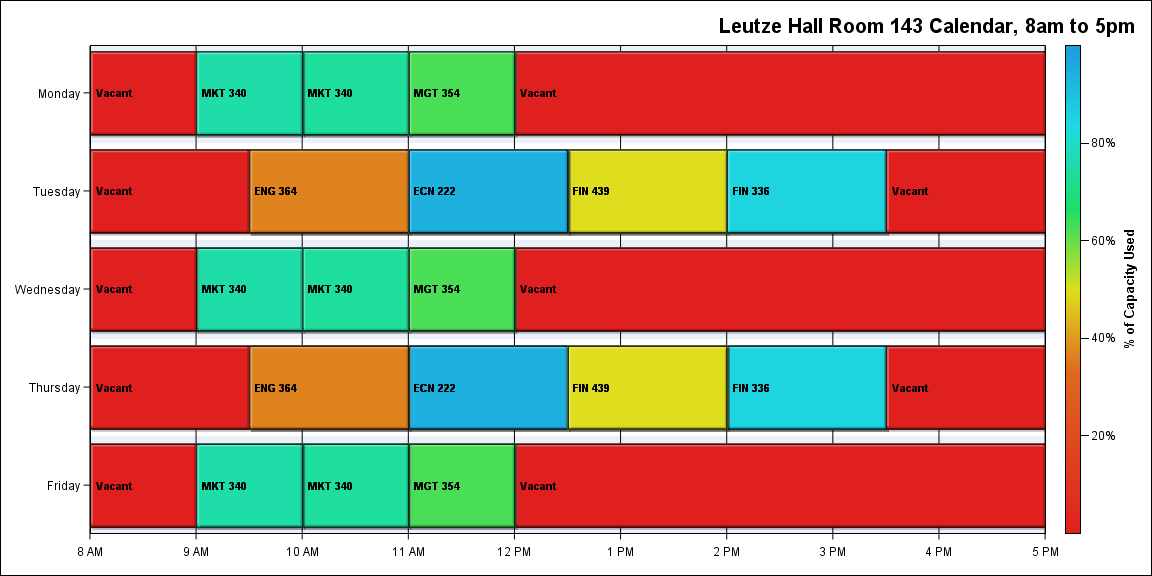 Leutze Hall Room 143 Calendar, 8am to 5pm
Monday
Vacant
MKT 340
MKT 340
MGT 354
Vacant
Tuesday
Vacant
ENG 364
ECN 222
FIN 439
FIN 336
Vacant
Wednesday
Vacant
MKT 340
MKT 340
MGT 354
Vacant
Thursday
Vacant
ENG 364
ECN 222
FIN 439
FIN 336
Vacant
Friday
Vacant
MKT 340
MKT 340
MGT 354
Vacant
8 AM
9 AM
10 AM
11 AM
12 PM
1 PM
2 PM
3 PM
4 PM
5 PM
80%
60%
40%
20%
% of Capacity Used